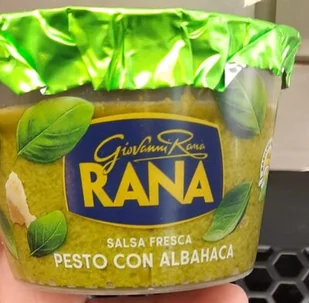 Giovanni Rana
RANA
SALSA FRESCA
PESTO CON ALBAHACA